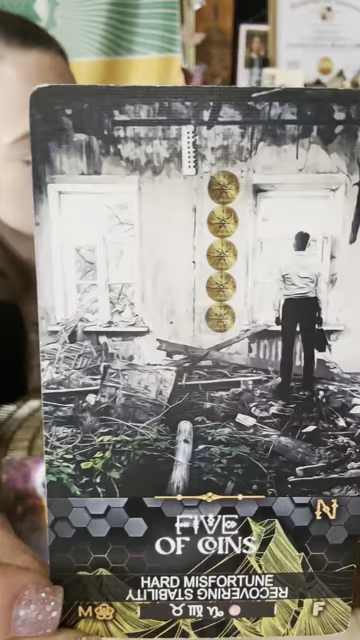 N
FIVE
OF COINS
HARD MISFORTUNE
RECOVERING STABILITY
M
♉ ♍ ♑
F